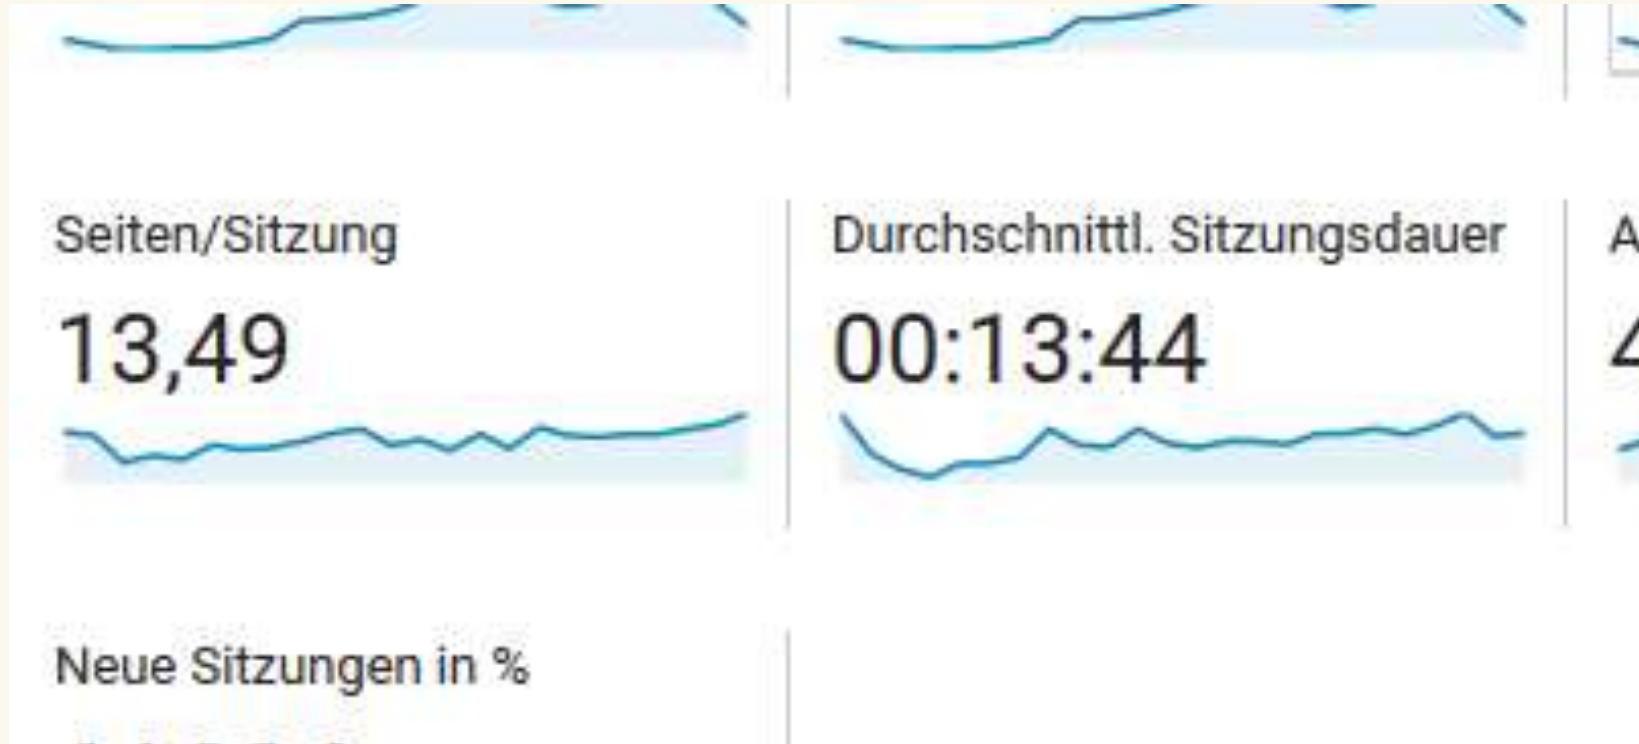 Seiten/Sitzung
13,49
Durchschnittl. Sitzungsdauer
00:13:44
Neue Sitzungen in %